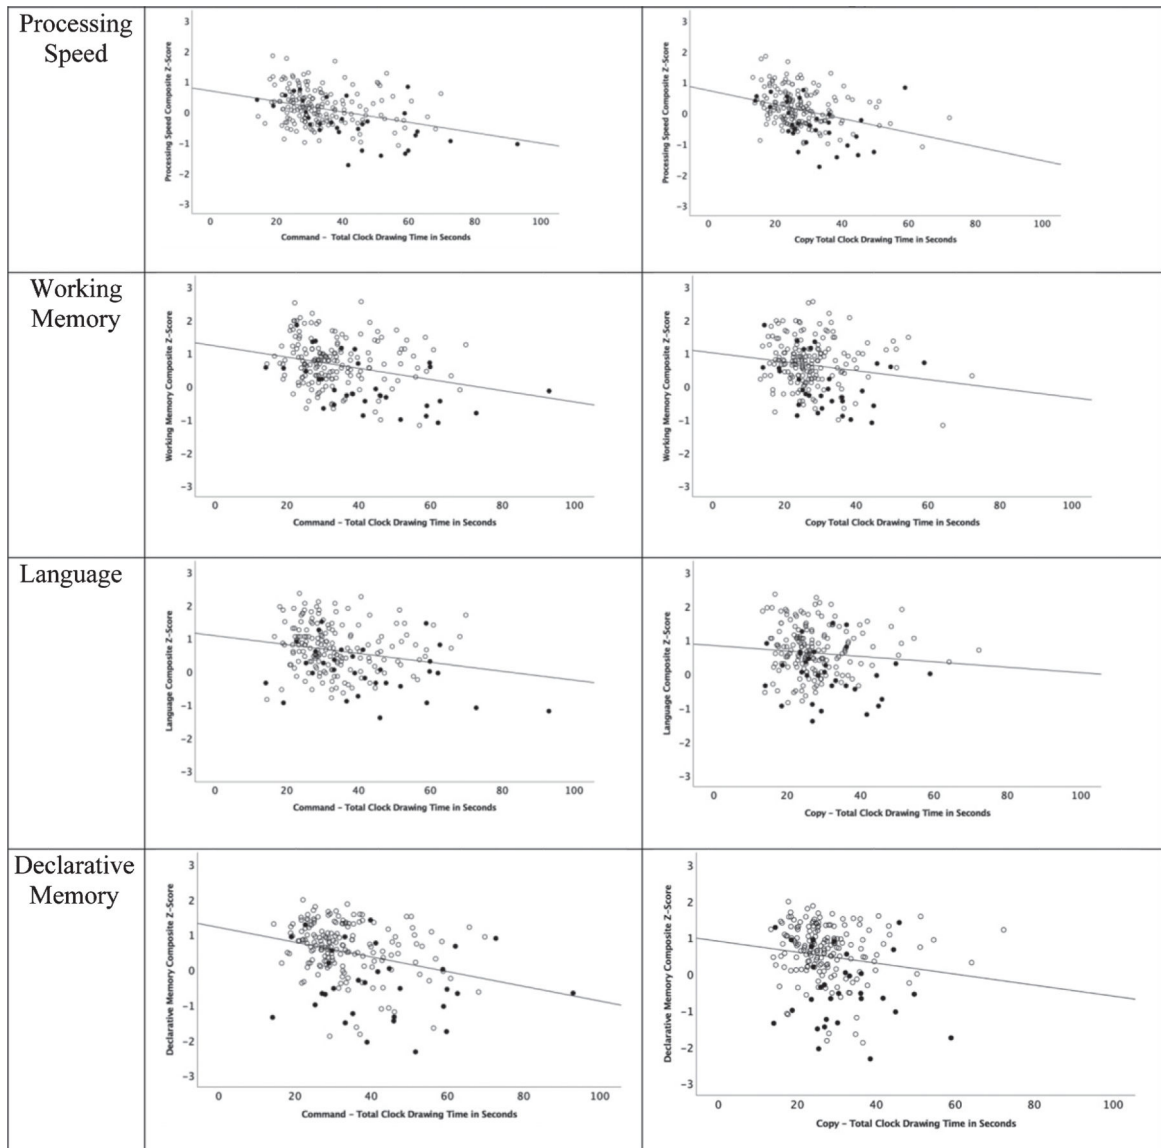 Processing
Speed
Processing Speed Composite Z-Score
3
2
1
0
-1
-2
-3
0 20 40 60 80 100
Command - Total Clock Drawing Time in Seconds
Processing Speed Composite Z-Score
3
2
1
0
-1
-2
-3
0 20 40 60 80 100
Copy Total Clock Drawing Time in Seconds
Working
Memory
Working Memory Composite Z-Score
3
2
1
0
-1
-2
-3
0 20 40 60 80 100
Command - Total Clock Drawing Time in Seconds
Working Memory Composite Z-Score
3
2
1
0
-1
-2
-3
0 20 40 60 80 100
Copy Total Clock Drawing Time in Seconds
Language
Language Composite Z-Score
3
2
1
0
-1
-2
-3
0 20 40 60 80 100
Command - Total Clock Drawing Time in Seconds
Language Composite Z-Score
3
2
1
0
-1
-2
-3
0 20 40 60 80 100
Copy - Total Clock Drawing Time in Seconds
Declarative
Memory
Declarative Memory Composite Z-Score
3
2
1
0
-1
-2
-3
0 20 40 60 80 100
Command - Total Clock Drawing Time in Seconds
Declarative Memory Composite Z-Score
3
2
1
0
-1
-2
-3
0 20 40 60 80 100
Copy - Total Clock Drawing Time in Seconds